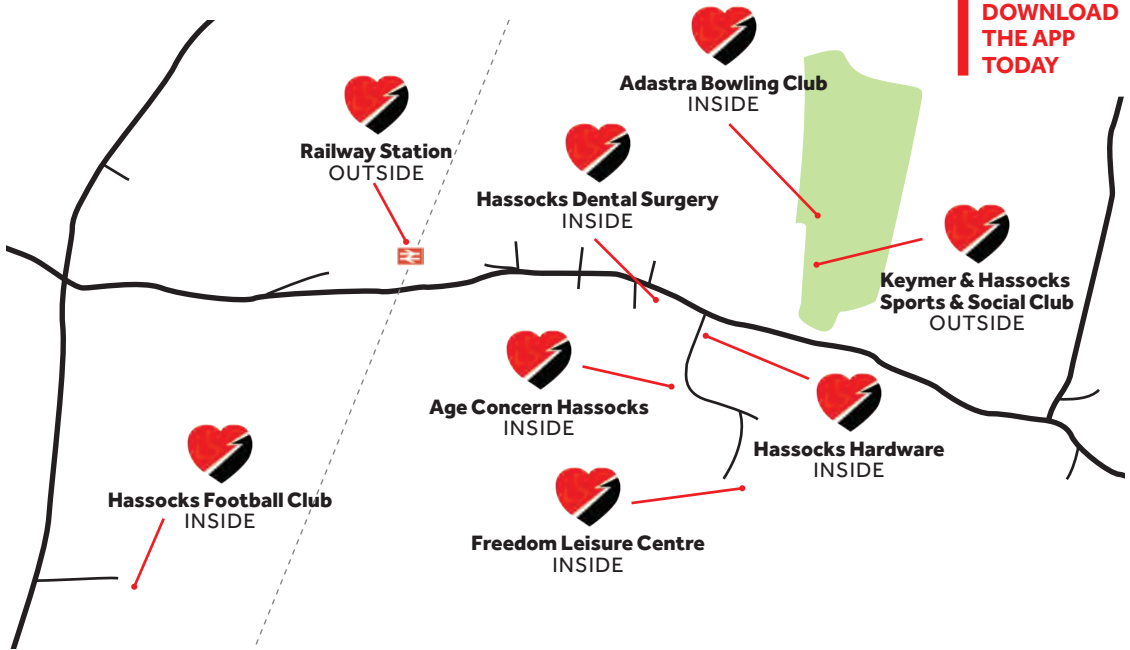 DOWNLOAD
THE APP
TODAY
Adastra Bowling Club
INSIDE
Railway Station
OUTSIDE
Hassocks Dental Surgery
INSIDE
Keymer & Hassocks
Sports & Social Club
OUTSIDE
Age Concern Hassocks
INSIDE
Hassocks Hardware
INSIDE
Hassocks Football Club
INSIDE
Freedom Leisure Centre
INSIDE